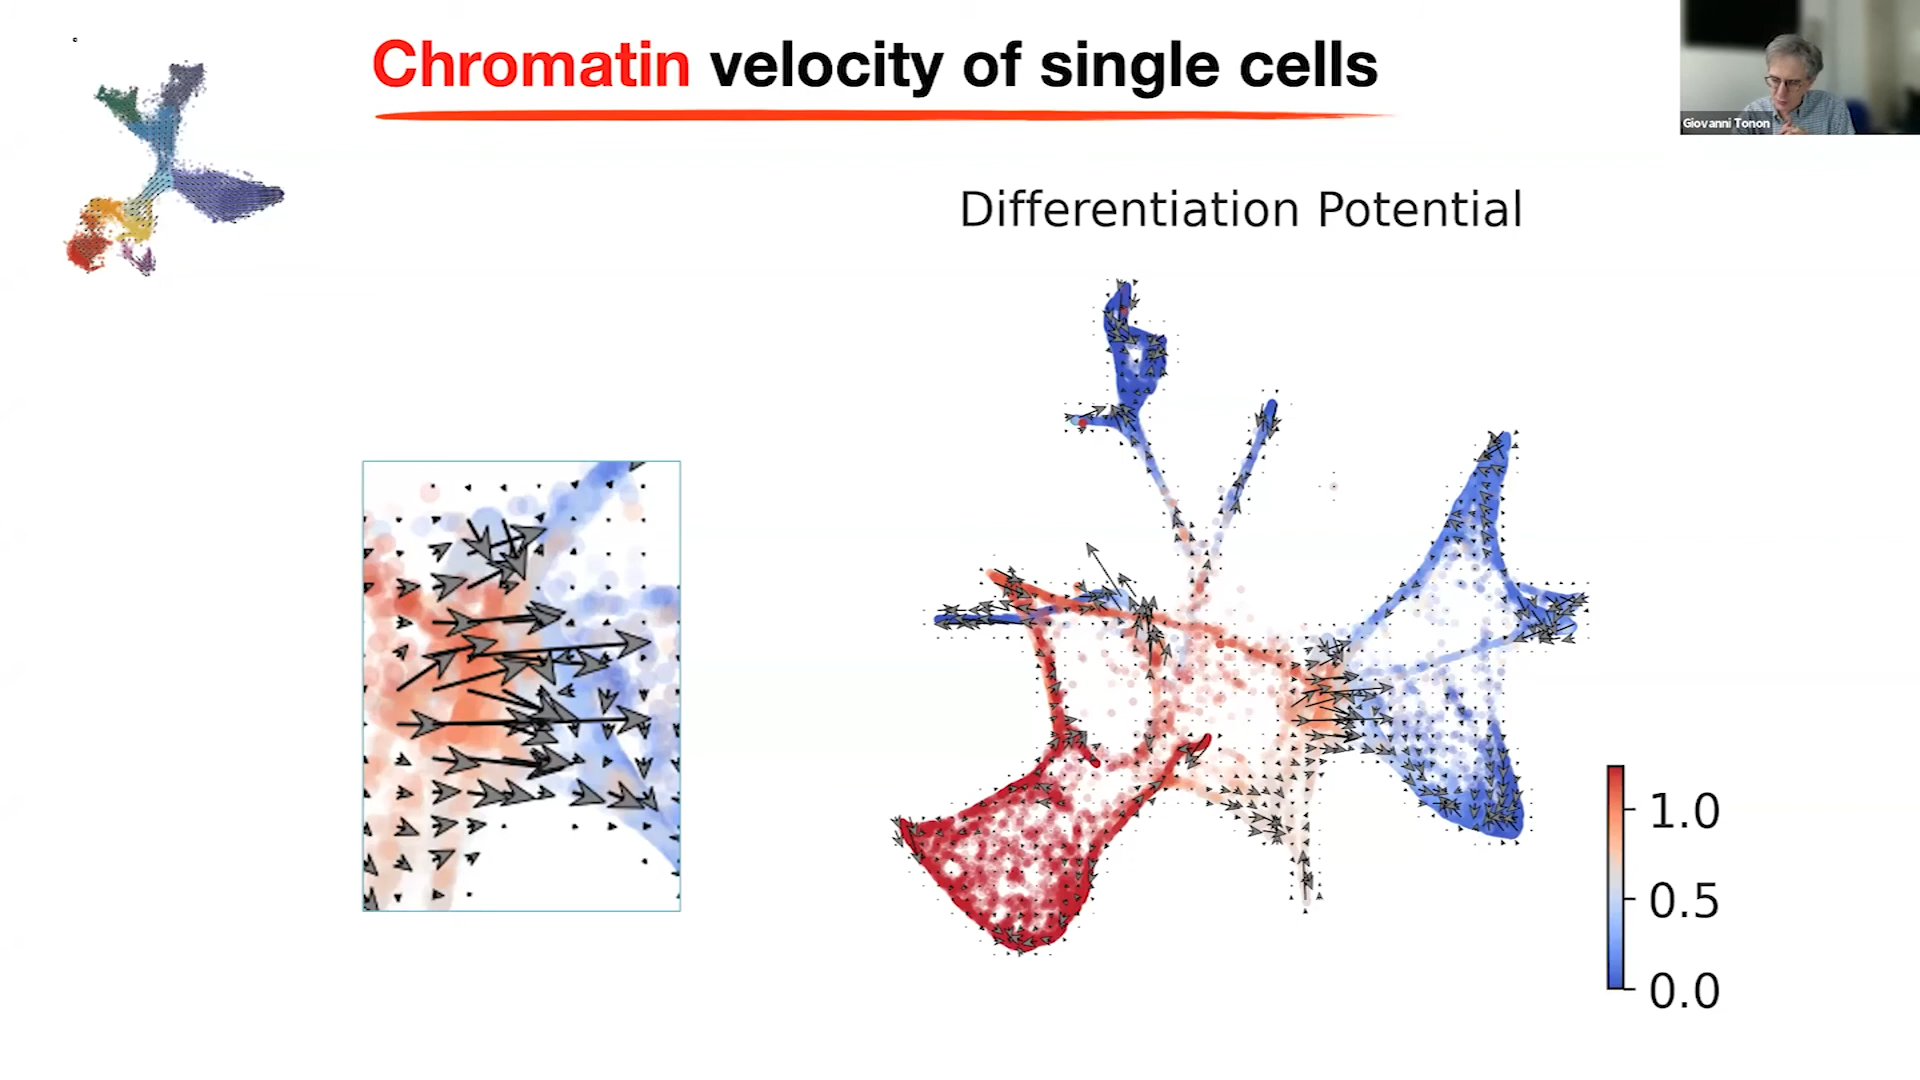 Chromatin velocity of single cells
Giovanni Tonon
Differentiation Potential
1.0
0.5
0.0